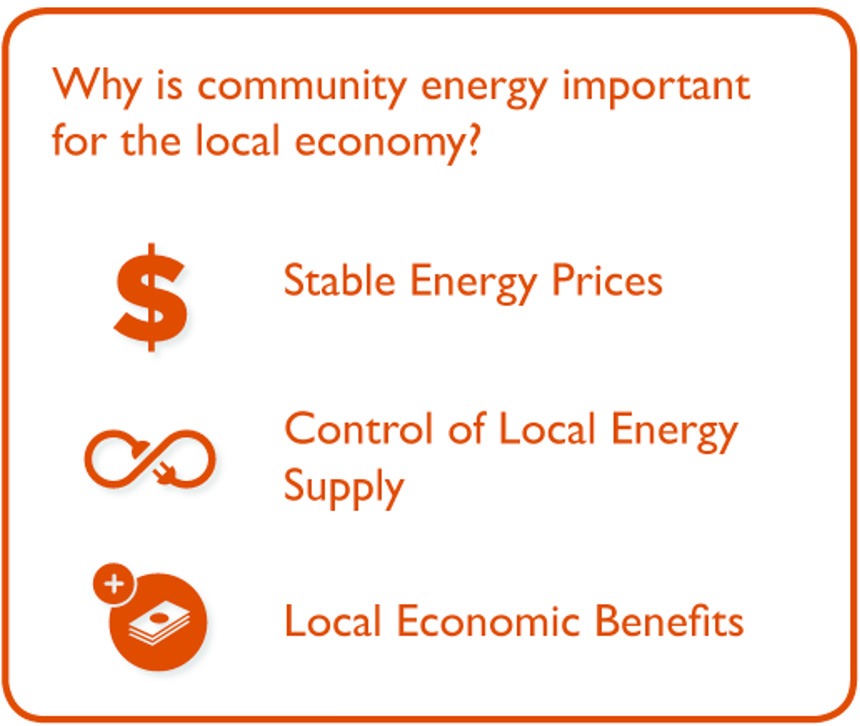 Why is community energy important
for the local economy?
$
Stable Energy Prices
Control of Local Energy
Supply
+
Local Economic Benefits